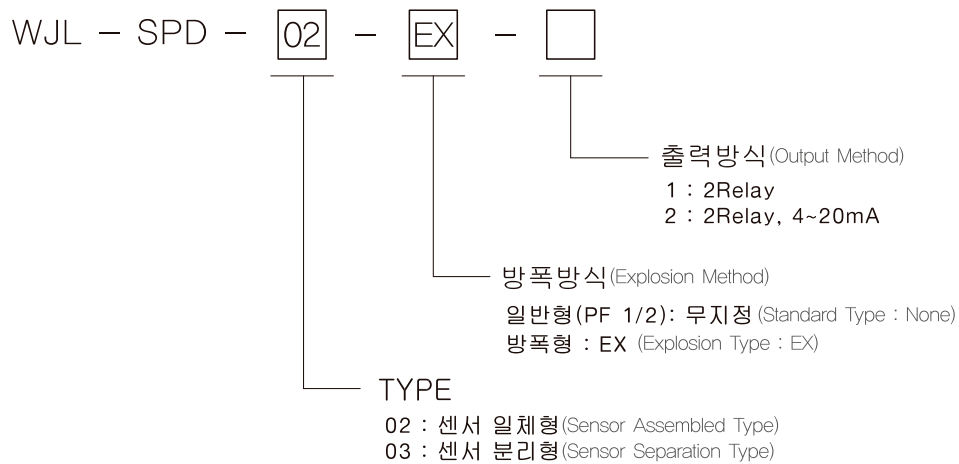 WJL - SPD - 02 - EX -
출력방식(Output Method)
1 : 2Relay
2 : 2Relay, 4~20mA
방폭방식(Explosion Method)
일반형(PF 1/2): 무지정(Standard Type : None)
방폭형 : EX (Explosion Type : EX)
TYPE
02 : 센서 일체형(Sensor Assembled Type)
03 : 센서 분리형(Sensor Separation Type)